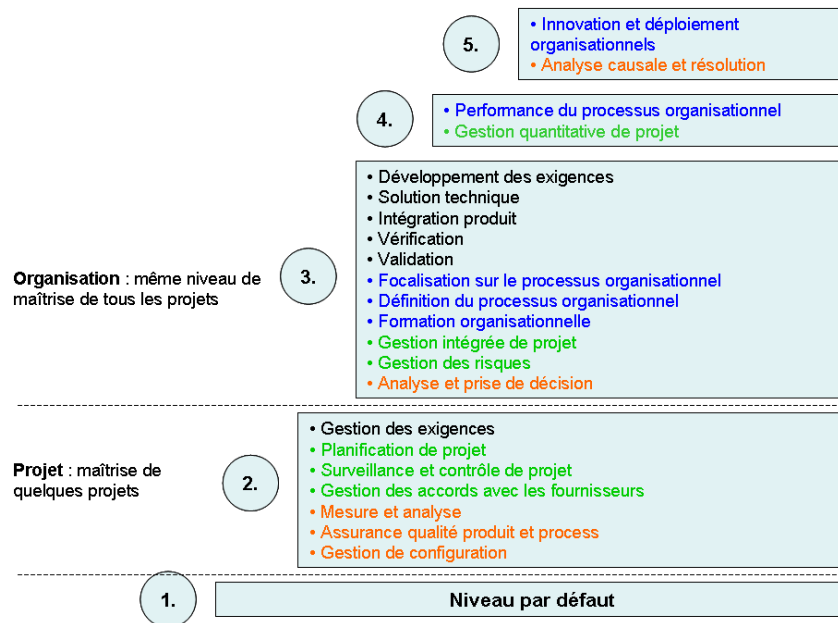 5.
• Innovation et déploiement
organisationnels
• Analyse causale et résolution
4.
• Performance du processus organisationnel
• Gestion quantitative de projet
Organisation : même niveau de
maîtrise de tous les projets
3.
• Développement des exigences
• Solution technique
• Intégration produit
• Vérification
• Validation
• Focalisation sur le processus organisationnel
• Définition du processus organisationnel
• Formation organisationnelle
• Gestion intégrée de projet
• Gestion des risques
• Analyse et prise de décision
Projet : maîtrise de
quelques projets
2.
• Gestion des exigences
• Planification de projet
• Surveillance et contrôle de projet
• Gestion des accords avec les fournisseurs
• Mesure et analyse
• Assurance qualité produit et process
• Gestion de configuration
1.
Niveau par défaut